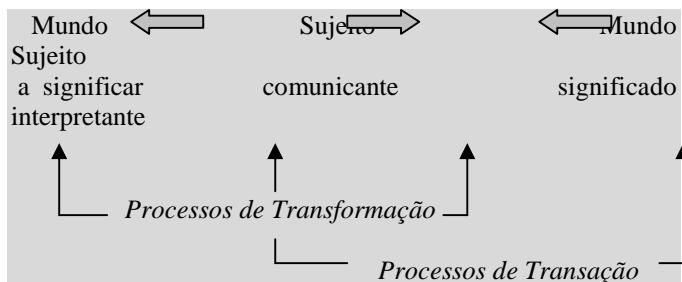 Mundo Sujeito Mundo
Sujeito
a significar comunicante significado
interpretante
Processos de Transformação
Processos de Transação